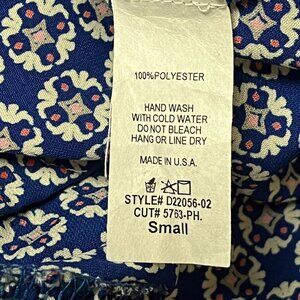 100% POLYESTER
HAND WASH
WITH COLD WATER
DO NOT BLEACH
HANG OR LINE DRY
MADE IN U.S.A.
STYLE# D22056-02
CUT# 5763-PH.
Small